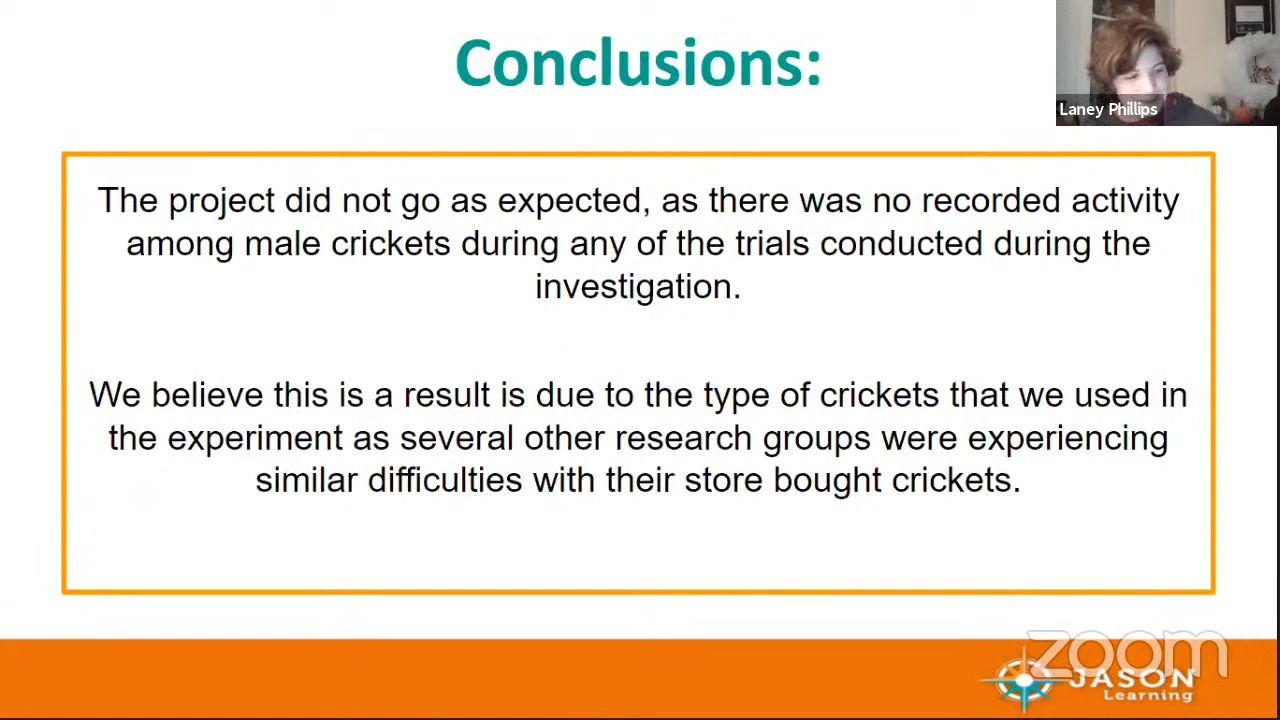 Conclusions:
Laney Phillips
The project did not go as expected, as there was no recorded activity
among male crickets during any of the trials conducted during the
investigation.
We believe this is a result is due to the type of crickets that we used in
the experiment as several other research groups were experiencing
similar difficulties with their store bought crickets.
zoom
JASON
Learning